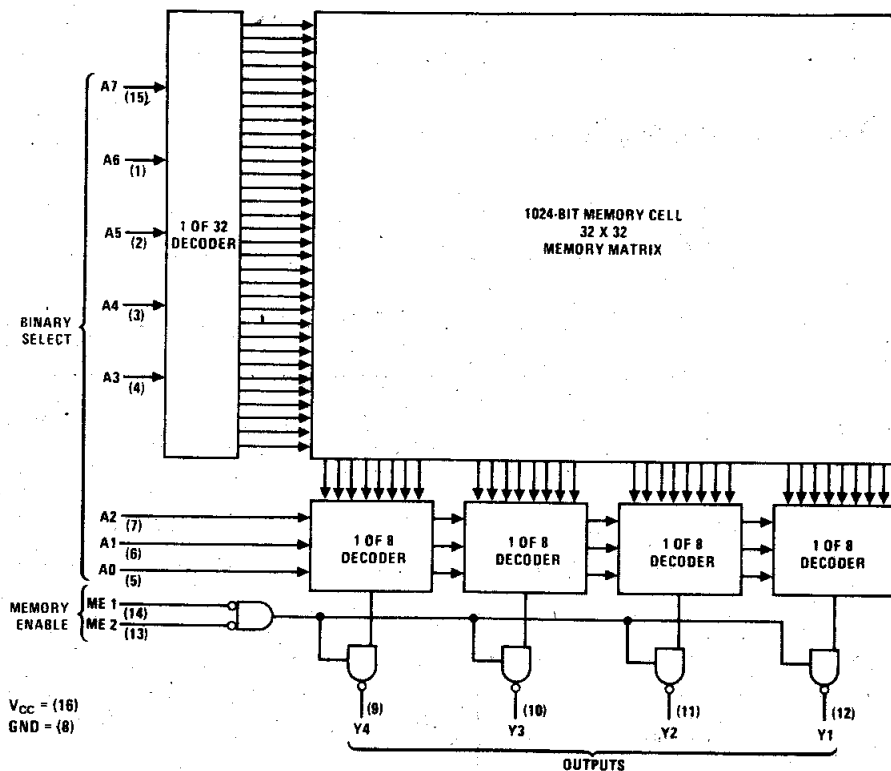 A7
(15)
A6
(1)
1 OF 32
DECODER
A5
(2)
1024-BIT MEMORY CELL
32 X 32
MEMORY MATRIX
BINARY
SELECT
A4
(3)
A3
(4)
A2
(7)
A1
(6)
A0
(5)
1 OF 8
DECODER
1 OF 8
DECODER
1 OF 8
DECODER
1 OF 8
DECODER
MEMORY
ENABLE
ME 1
(14)
ME 2
(13)
VCC = (16)
GND = (8)
(9)
Y4
(10)
Y3
(11)
Y2
(12)
Y1
OUTPUTS